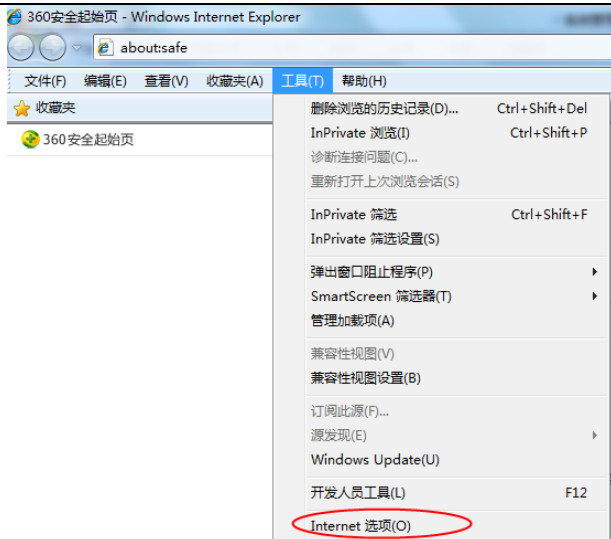 360安全起始页 - Windows Internet Explorer
about:safe
文件(F) 编辑(E) 查看(V) 收藏夹(A) 工具(T) 帮助(H)
收藏夹
360安全起始页
删除浏览的历史记录(D)... Ctrl+Shift+Del
InPrivate 浏览(I) Ctrl+Shift+P
诊断连接问题(C)...
重新打开上次浏览会话(S)
InPrivate 筛选 Ctrl+Shift+F
InPrivate 筛选设置(S)
弹出窗口阻止程序(P)
SmartScreen 筛选器(T)
管理加载项(A)
兼容性视图(V)
兼容性视图设置(B)
订阅此源(F)...
源发现(E)
Windows Update(U)
开发人员工具(L) F12
Internet 选项(O)